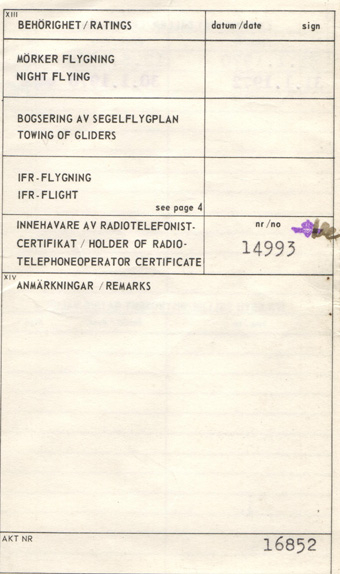 XIII
BEHÖRIGHET / RATINGS datum / date sign
MÖRKER FLYGNING
NIGHT FLYING
BOGSERING AV SEGELFLYGPLAN
TOWING OF GLIDERS
IFR-FLYGNING
IFR-FLIGHT
see page 4
INNEHAVARE AV RADIOTELEFONIST- nr / no
CERTIFIKAT / HOLDER OF RADIO- 14993
TELEPHONEOPERATOR CERTIFICATE
XIV
ANMÄRKNINGAR / REMARKS
AKT NR 16852